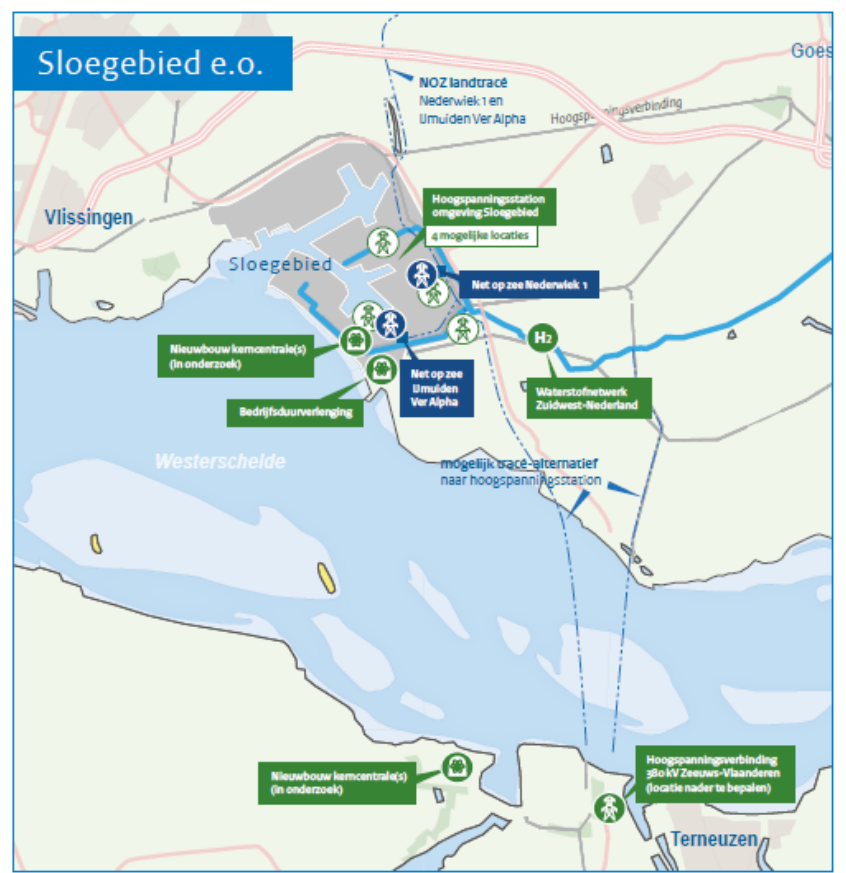 Sloegebied e.o.
Goes
NOZ landtracé
Nederwiek 1 en
IJmuiden Ver Alpha
Hoogspanningsverbinding
Vlissingen
Hoogspanningsstation
omgeving Sloegebied
4 mogelijke locaties
Sloegebied
Net op zee Nederwiek 1
Nieuwbouw kerncentrale(s)
(in onderzoek)
H2
Net op zee
IJmuiden
Ver Alpha
Waterstofnetwerk
Zuidwest-Nederland
Bedrijfsduurverlenging
Westerschelde
mogelijk tracé-alternatief
naar hoogspanningsstation
Hoogspanningsverbinding
380 kV Zeeuws-Vlaanderen
(locatie nader te bepalen)
Nieuwbouw kerncentrale(s)
(in onderzoek)
Terneuzen